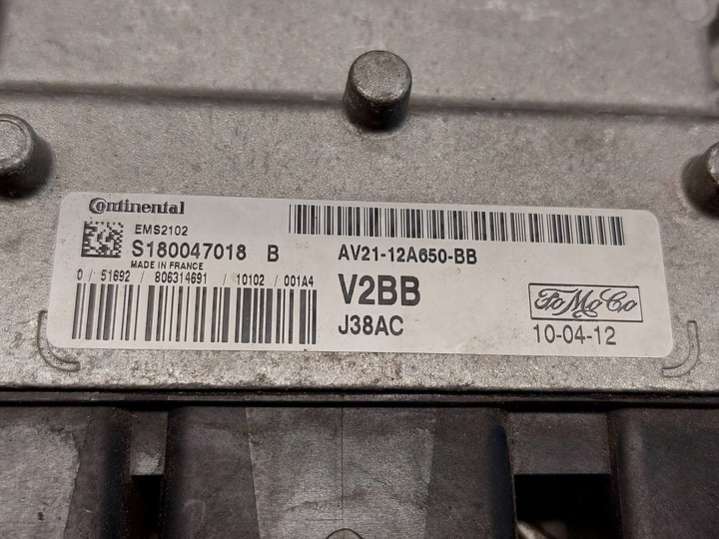 Continental
EMS2102
S180047018 B
MADE IN FRANCE
0 / 51692 / 806314691 / 10102 / 001A4
AV21-12A650-BB
V2BB
J38AC
FoMoCo
10-04-12